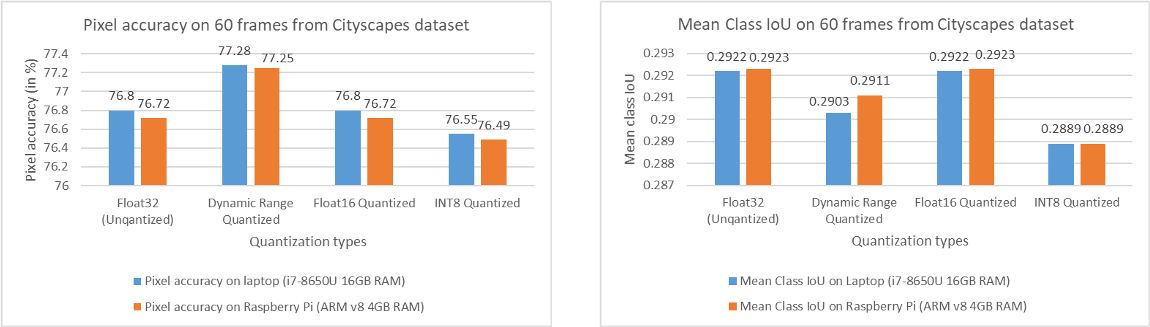 Pixel accuracy on 60 frames from Cityscapes dataset
Pixel accuracy (in %)
77.4
77.2
77
76.8
76.6
76.4
76.2
76
76.8
76.72
77.28
77.25
76.8
76.72
76.55
76.49
Float32
(Unqantized)
Dynamic Range
Quantized
Float16 Quantized
INT8 Quantized
Quantization types
Pixel accuracy on laptop (i7-8650U 16GB RAM)
Pixel accuracy on Raspberry Pi (ARM v8 4GB RAM)
Mean Class IoU on 60 frames from Cityscapes dataset
Mean class IoU
0.293
0.292
0.291
0.29
0.289
0.288
0.287
0.2922
0.2923
0.2903
0.2911
0.2922
0.2923
0.2889
0.2889
Float32
(Unqantized)
Dynamic Range
Quantized
Float16 Quantized
INT8 Quantized
Quantization types
Mean Class IoU on Laptop (i7-8650U 16GB RAM)
Mean Class IoU on Raspberry Pi (ARM v8 4GB RAM)